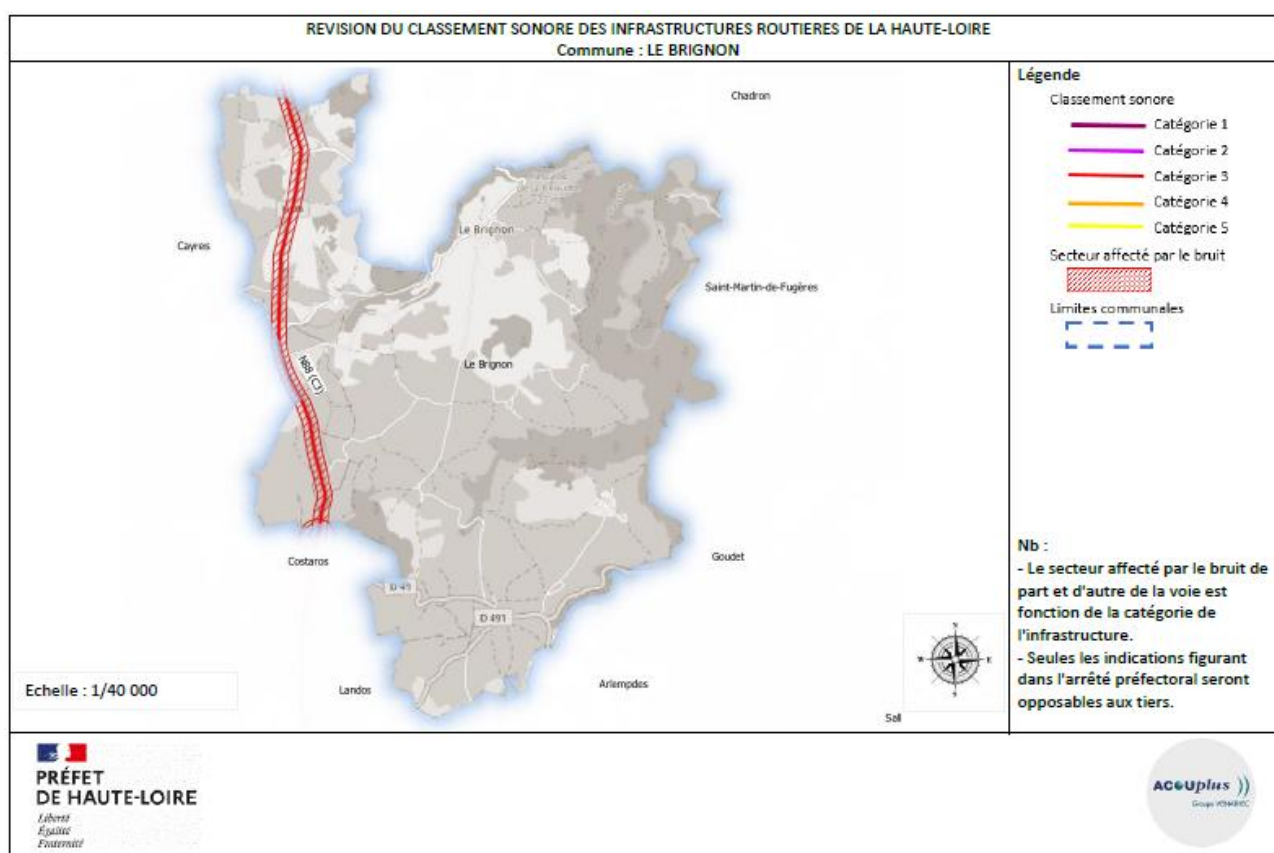 REVISION DU CLASSEMENT SONORE DES INFRASTRUCTURES ROUTIERES DE LA HAUTE-LOIRE
Commune : LE BRIGNON
Chadron
Cayres
Le Brignon
Saint-Martin-de-Fugères
N88 (C3)
Le Brignon
Costaros
Goudet
D 49
D 491
Landos
Arlempdes
Sall
N
W
E
S
Echelle : 1/40 000
Légende
Classement sonore
Catégorie 1
Catégorie 2
Catégorie 3
Catégorie 4
Catégorie 5
Secteur affecté par le bruit
Limites communales
Nb :
- Le secteur affecté par le bruit de
part et d'autre de la voie est
fonction de la catégorie de
l'infrastructure.
- Seules les indications figurant
dans l'arrêté préfectoral seront
opposables aux tiers.
PRÉFET
DE HAUTE-LOIRE
Liberté
Égalité
Fraternité
ACOUplus
Groupe VENATHEC